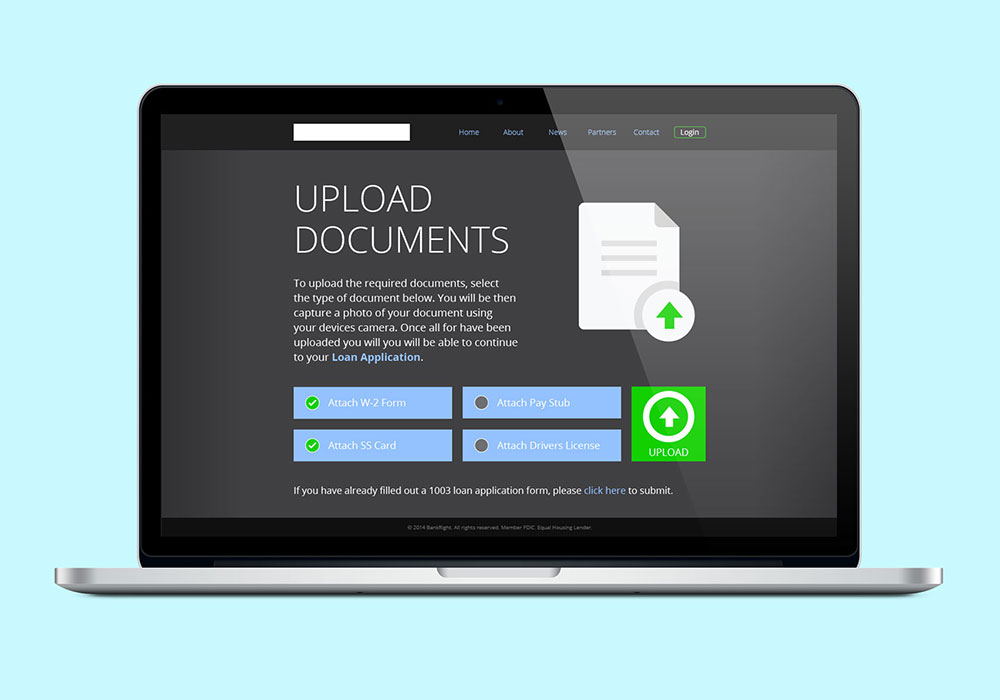 Home About News Partners Contact Login
UPLOAD
DOCUMENTS
To upload the required documents, select
the type of document below. You will be then
capture a photo of your document using
your devices camera. Once all for have been
uploaded you will you will be able to continue
to your Loan Application.
Attach W-2 Form
Attach Pay Stub
Attach SS Card
Attach Drivers License
UPLOAD
If you have already filled out a 1003 loan application form, please click here to submit.
© 2014 BankRight. All rights reserved. Member FDIC. Equal Housing Lender.